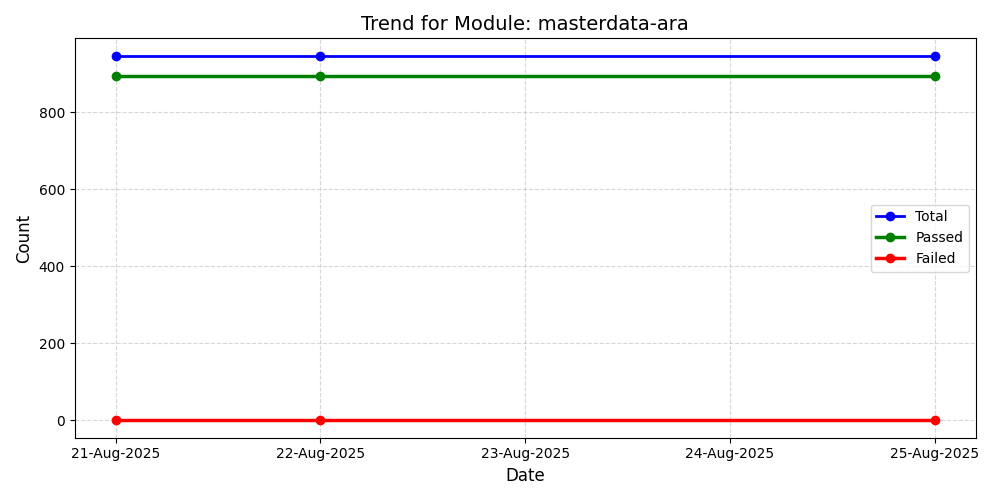 Trend for Module: masterdata-ara
Count
800
600
400
200
0
Total
Passed
Failed
21-Aug-2025 22-Aug-2025 23-Aug-2025 24-Aug-2025 25-Aug-2025
Date